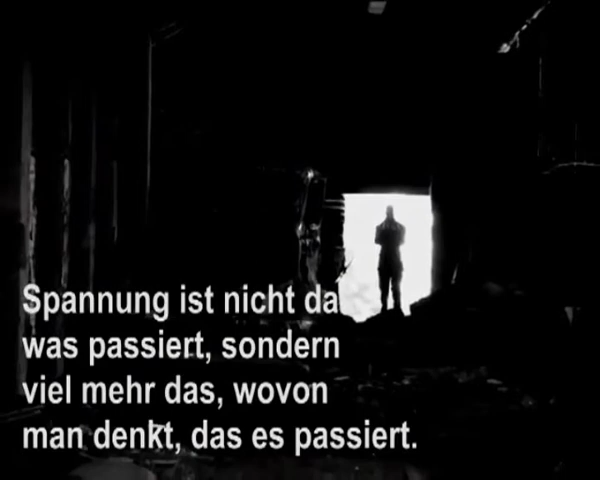 Spannung ist nicht da
was passiert, sondern
viel mehr das, wovon
man denkt, das es passiert.